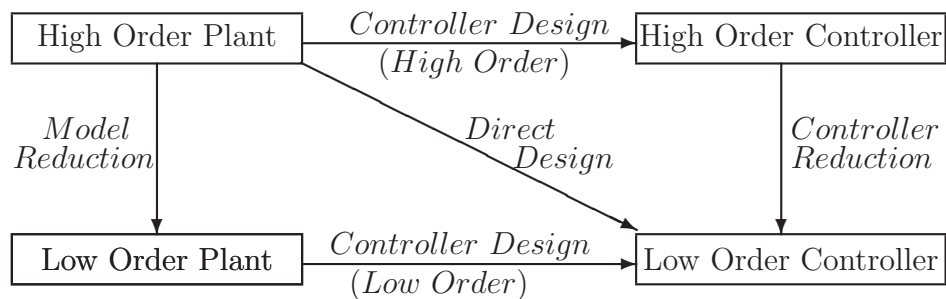 High Order Plant
Controller Design
(High Order)
High Order Controller
Model
Reduction
Direct
Design
Controller
Reduction
Low Order Plant
Controller Design
(Low Order)
Low Order Controller